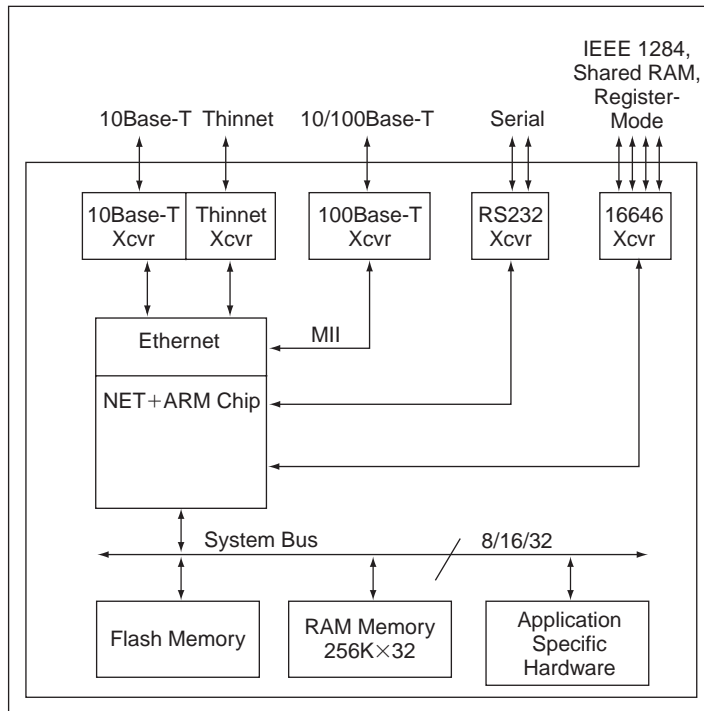 IEEE 1284,
Shared RAM,
Register-
Mode
10Base-T Thinnet 10/100Base-T Serial
10Base-T
Xcvr
Thinnet
Xcvr
100Base-T
Xcvr
RS232
Xcvr
16646
Xcvr
Ethernet
MII
NET+ARM Chip
System Bus 8/16/32
Flash Memory
RAM Memory
256K×32
Application
Specific
Hardware